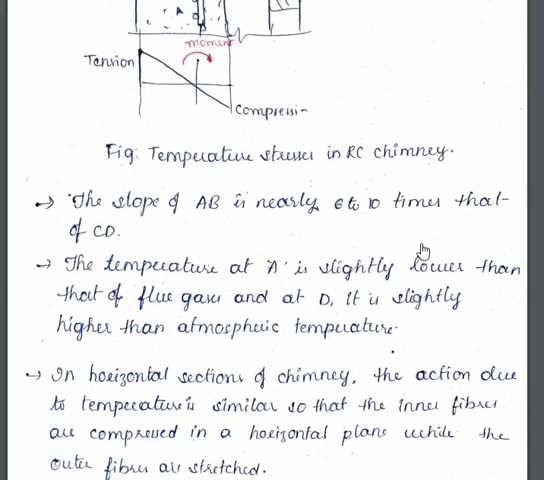 A
moment
Tension
Compressi-
Fig: Temperature stresses in RC chimney.
→ The slope of AB is nearly 6 to 10 times that-
of CD.
→ The temperature at 'A' is slightly lower than
that of flue gases and at D, it is slightly
higher than atmospheric temperature.
→ In horizontal sections of chimney, the action due
to temperature is similar so that the inner fibres
are compressed in a horizontal plane while the
outer fibres are stretched.